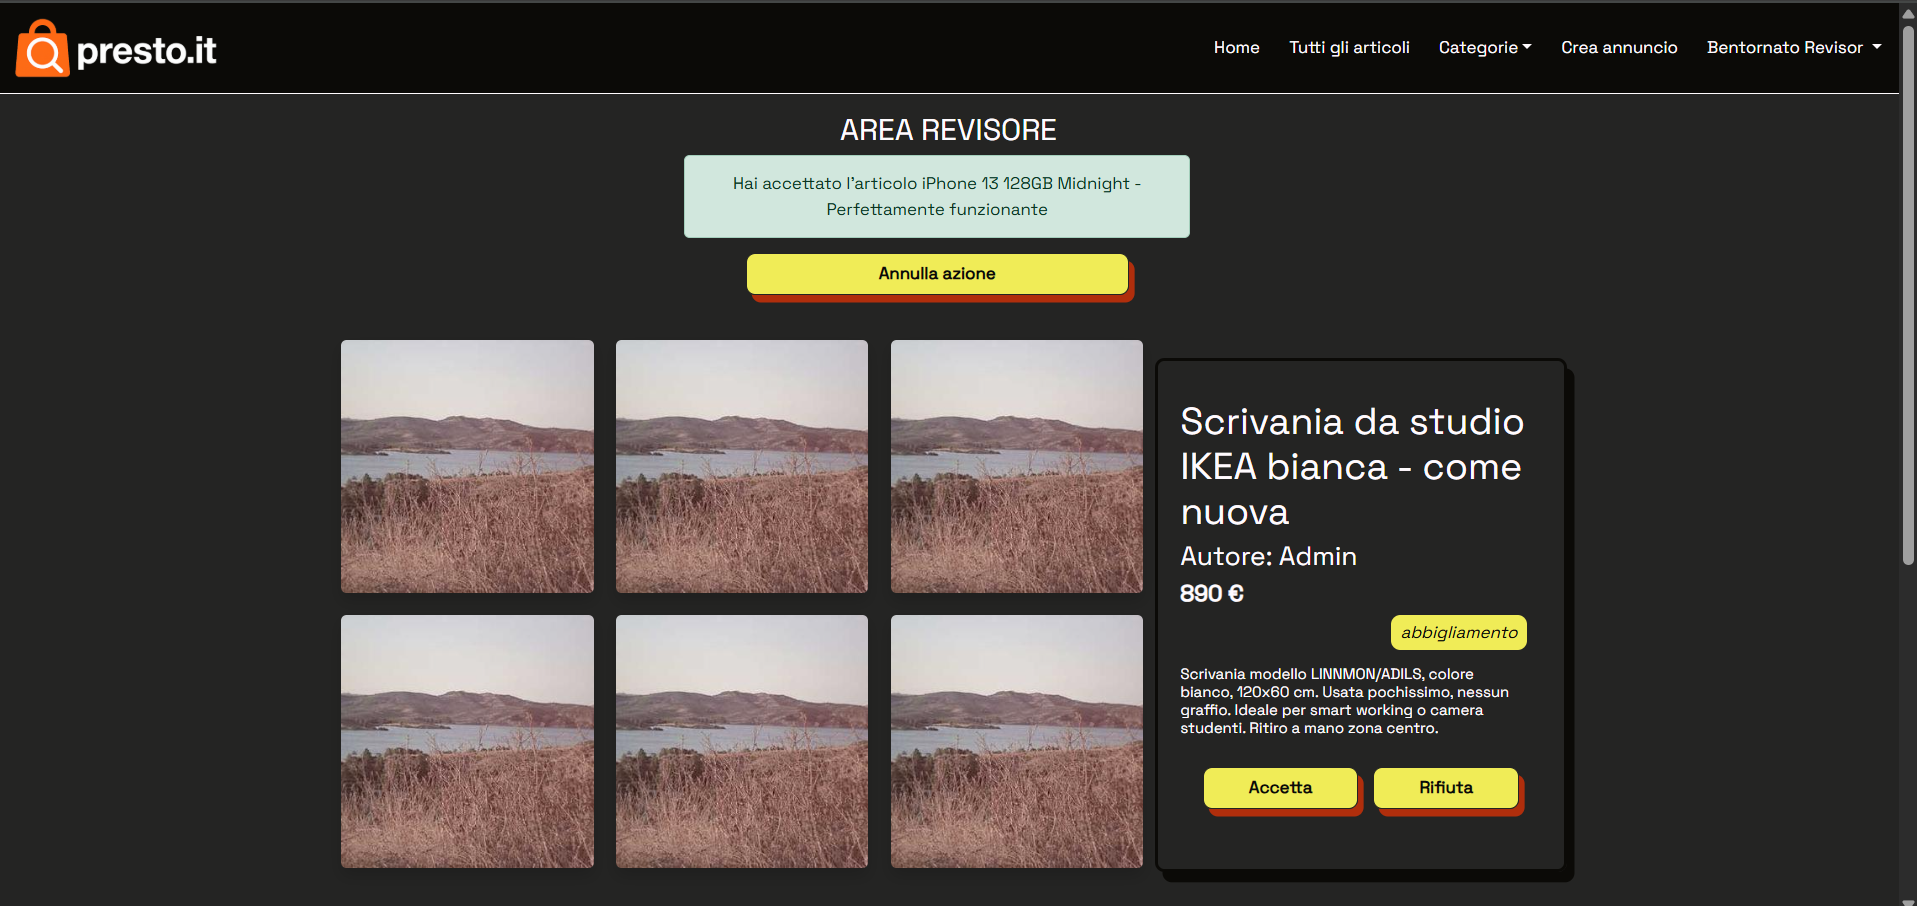 presto.it
Home
Tutti gli articoli
Categorie
Crea annuncio
Bentornato Revisor
AREA REVISORE
Hai accettato l'articolo iPhone 13 128GB Midnight -
Perfettamente funzionante
Annulla azione
Scrivania da studio
IKEA bianca - come
nuova
Autore: Admin
890 €
abbigliamento
Scrivania modello LINNMON/ADILS, colore
bianco, 120x60 cm. Usata pochissimo, nessun
graffio. Ideale per smart working o camera
studenti. Ritiro a mano zona centro.
Accetta
Rifiuta